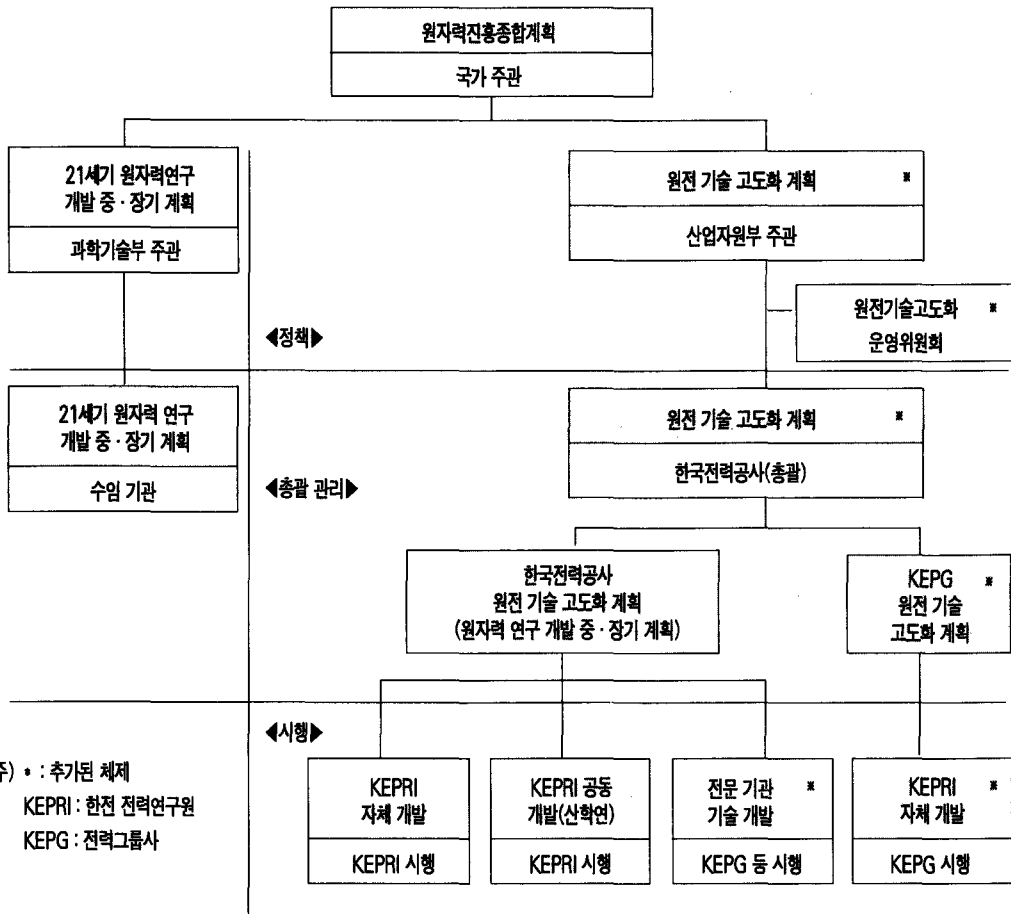 원자력진흥종합계획
국가 주관
21세기 원자력연구
개발 중·장기 계획
과학기술부 주관
원전 기술 고도화 계획 *
산업자원부 주관
원전기술고도화 *
운영위원회
◀정책▶
21세기 원자력 연구
개발 중·장기 계획
수임 기관
원전 기술 고도화 계획 *
한국전력공사(총괄)
◀총괄 관리▶
한국전력공사
원전 기술 고도화 계획
(원자력 연구 개발 중·장기 계획)
KEPG *
원전 기술
고도화 계획
◀시행▶
KEPRI
자체 개발
KEPRI 시행
KEPRI 공동
개발(산학연)
KEPRI 시행
전문 기관 *
기술 개발
KEPG 등 시행
KEPRI *
자체 개발
KEPG 시행
주) * : 추가된 체제
KEPRI : 한전 전력연구원
KEPG : 전력그룹사